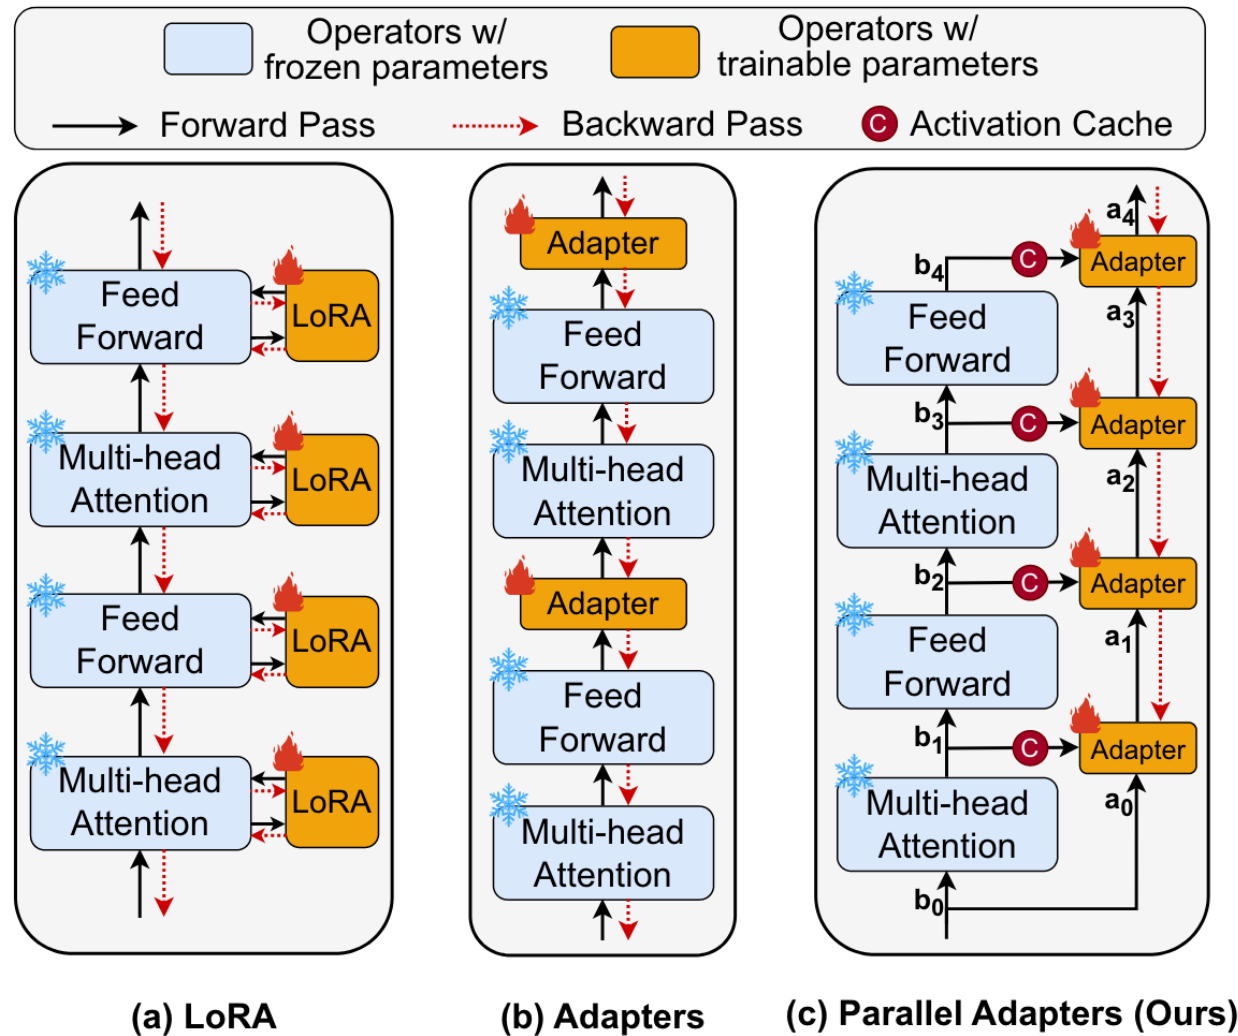 Operators w/
frozen parameters
Operators w/
trainable parameters
Forward Pass
Backward Pass
C Activation Cache
Feed
Forward
LoRA
Multi-head
Attention
LoRA
Feed
Forward
LoRA
Multi-head
Attention
LoRA
(a) LoRA
Adapter
Feed
Forward
Multi-head
Attention
Adapter
Feed
Forward
Multi-head
Attention
(b) Adapters
a4
b4
C
Adapter
Feed
Forward
a3
b3
C
Adapter
Multi-head
Attention
a2
b2
C
Adapter
Feed
Forward
a1
b1
C
Adapter
Multi-head
Attention
a0
b0
(c) Parallel Adapters (Ours)